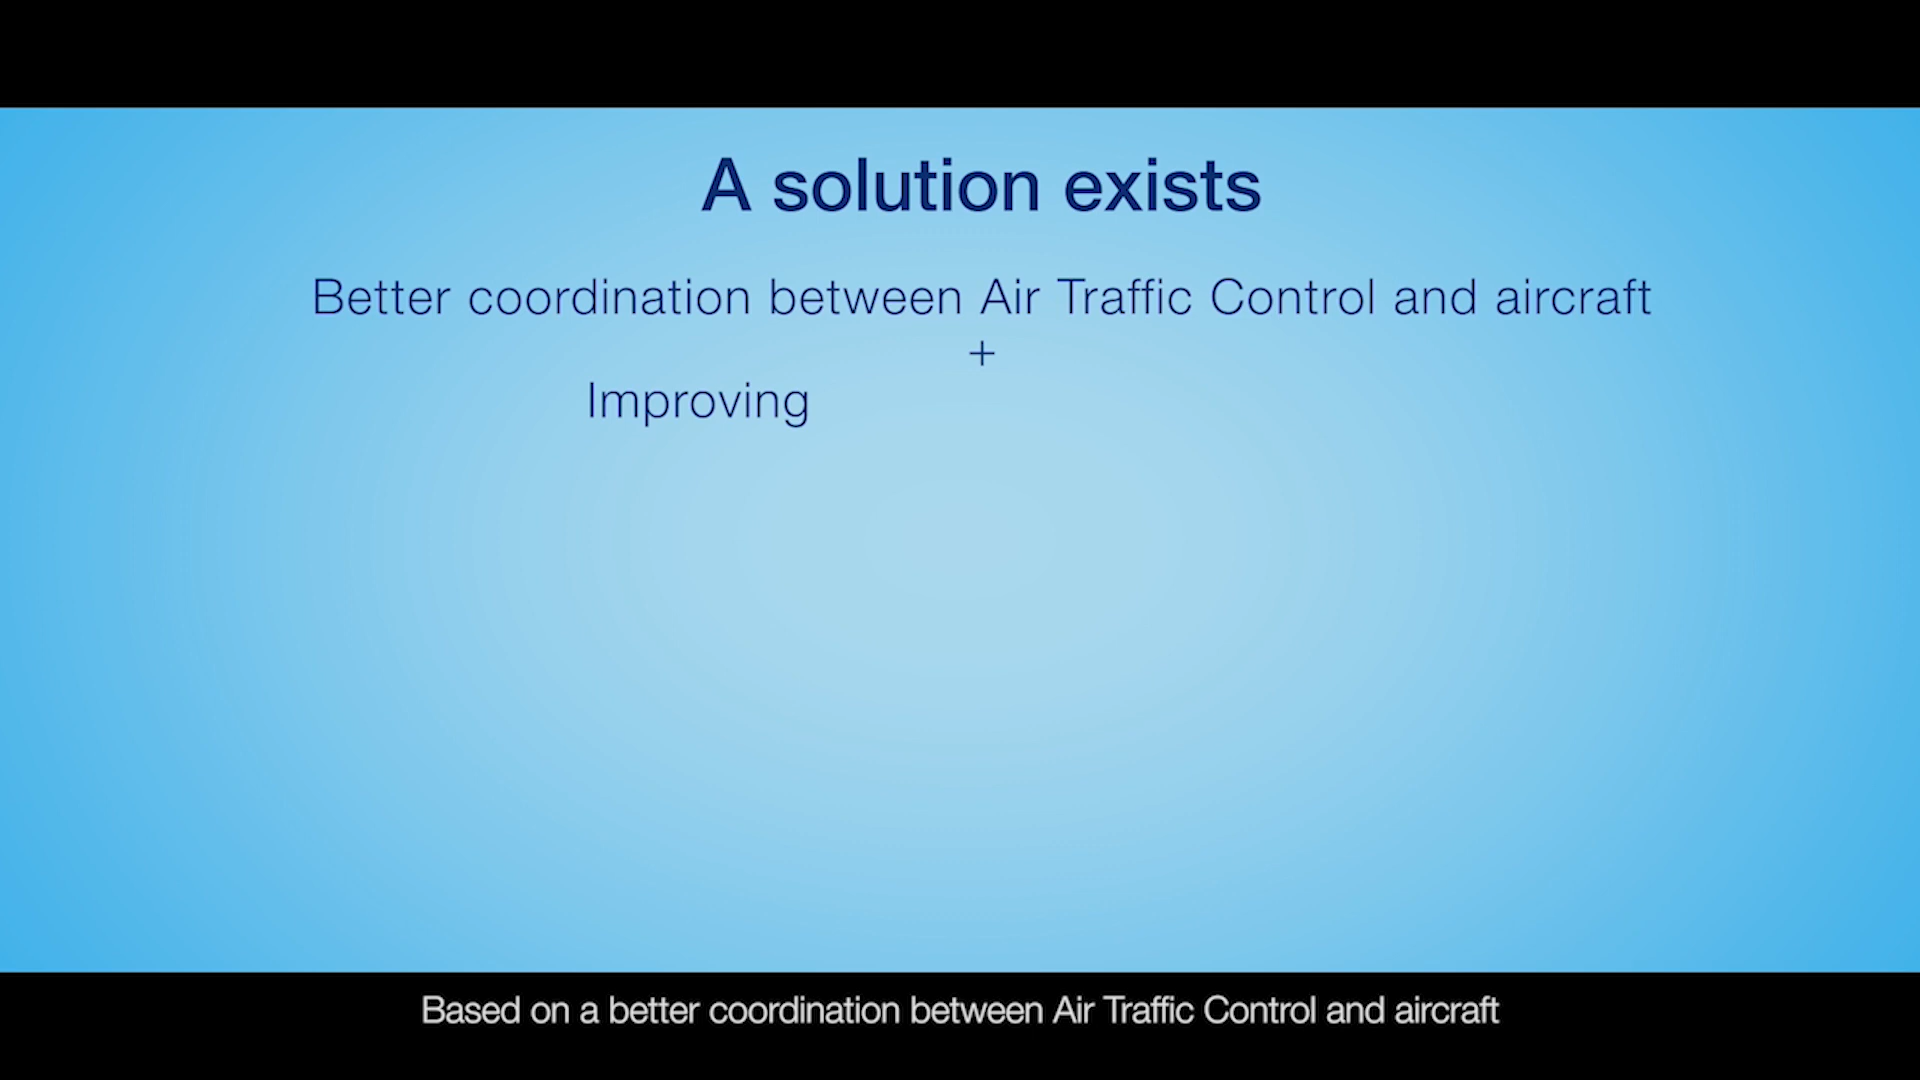 A solution exists
Better coordination between Air Traffic Control and aircraft
+
Improving
Based on a better coordination between Air Traffic Control and aircraft